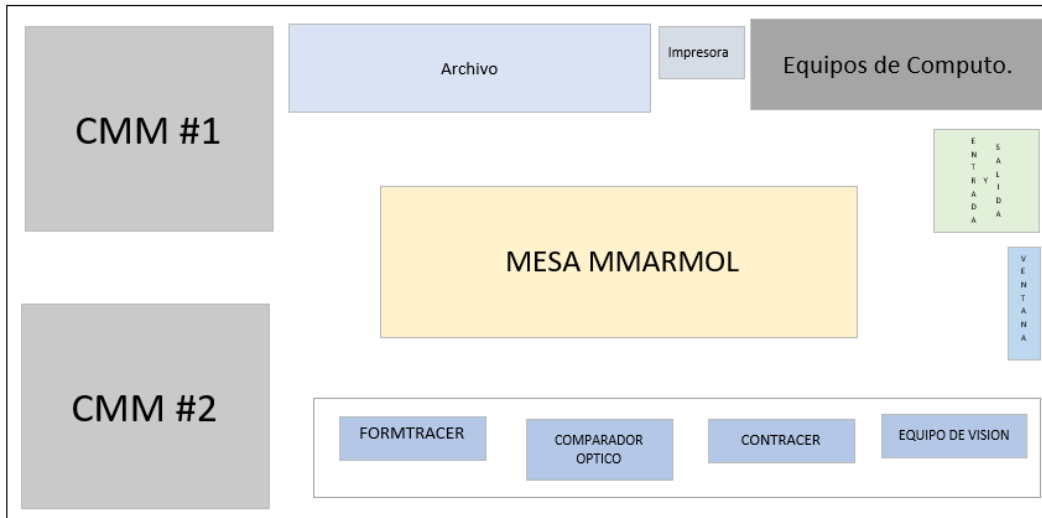 CMM #1
Archivo
Impresora
Equipos de Computo.
ENTRADA
Y
SALIDA
MESA MMARMOL
VENTANA
CMM #2
FORMTRACER
COMPARADOR
OPTICO
CONTRACER
EQUIPO DE VISION